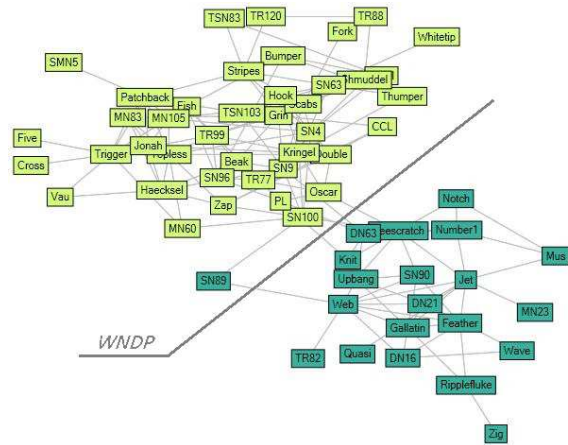 TSN83 TR120 TR88
Fork
Whitetip
Bumper
SMN5
Stripes
SN63 Shmuddel
Patchback
Hook
Thumper
Fish
Scabs
MN83 MN105 TSN103 Grin
SN4
CCL
Five
TR99
Jonah
Kringel
Trigger
Double
Cross
Beak
SN9
SN96 TR77
Haecksel
Oscar
Vau
Zap
PL
Notch
SN100
MN60
DN63
Number1
Knit
Mus
SN89
Upbang
SN90
Jet
Web
DN21
MN23
Gallatin
Feather
WNDP
TR82
Quasi
DN16
Wave
Ripplefluke
Zig